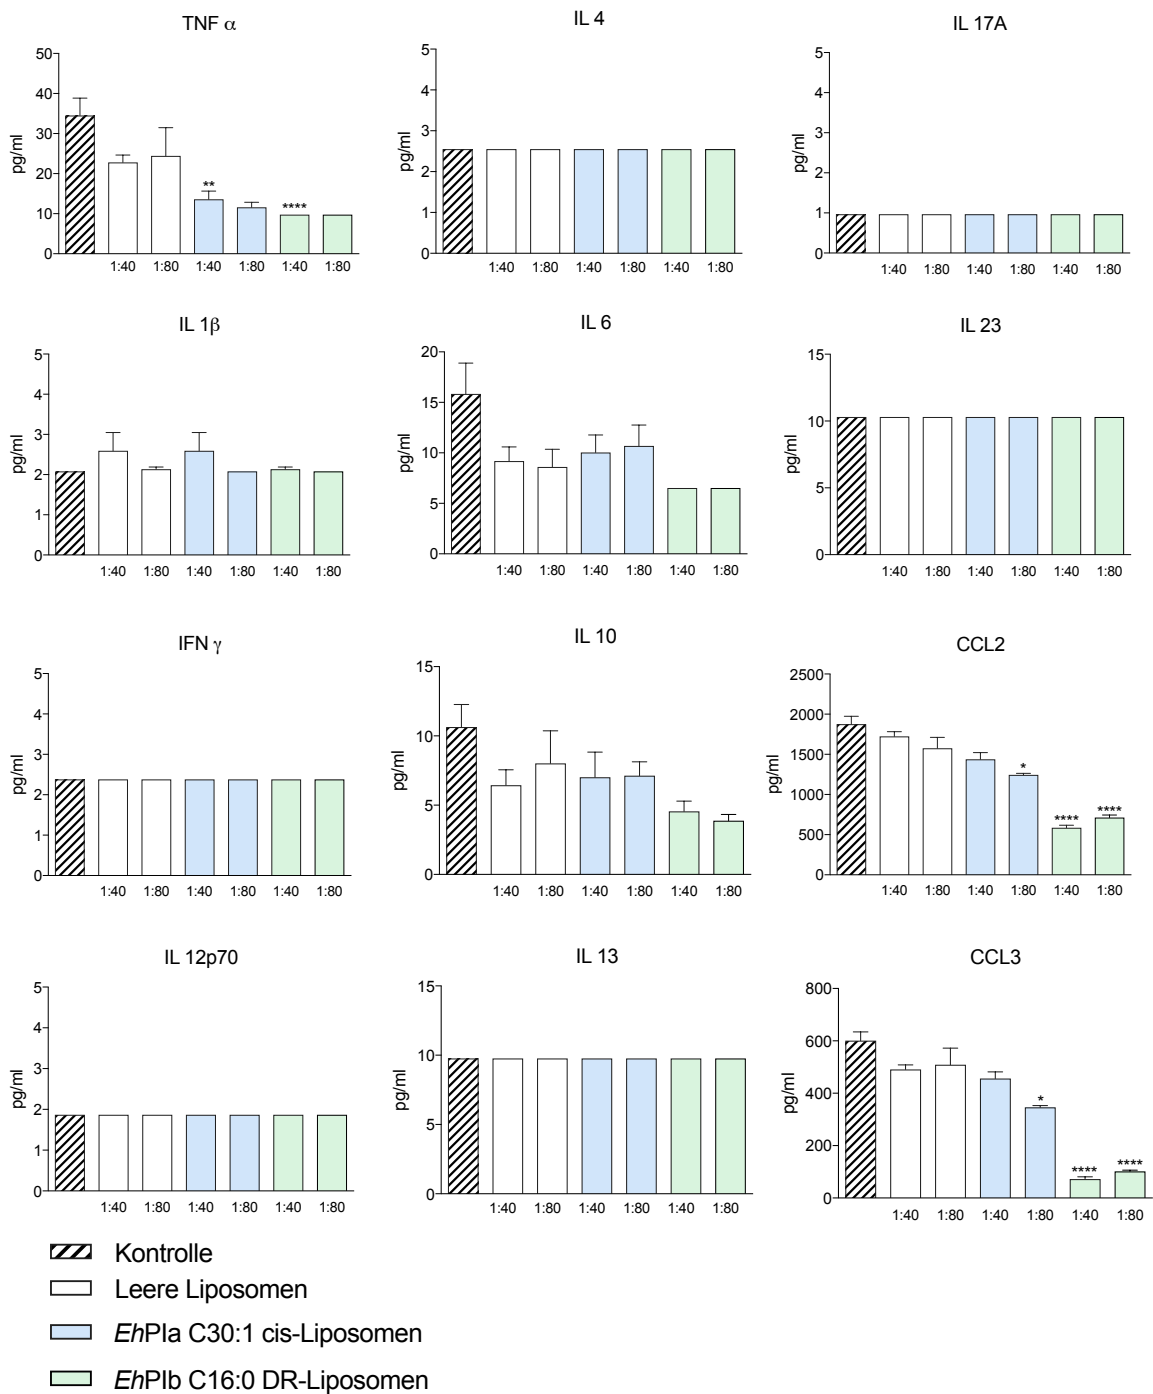 TNF α
50
40
30
20
10
0
pg/ml
**
****
1:40 1:80 1:40 1:80 1:40 1:80
IL 4
5
4
3
2
1
0
pg/ml
1:40 1:80 1:40 1:80 1:40 1:80
IL 17A
5
4
3
2
1
0
pg/ml
1:40 1:80 1:40 1:80 1:40 1:80
IL 1β
5
4
3
2
1
0
pg/ml
1:40 1:80 1:40 1:80 1:40 1:80
IL 6
20
15
10
5
0
pg/ml
1:40 1:80 1:40 1:80 1:40 1:80
IL 23
15
10
5
0
pg/ml
1:40 1:80 1:40 1:80 1:40 1:80
IFN γ
5
4
3
2
1
0
pg/ml
1:40 1:80 1:40 1:80 1:40 1:80
IL 10
15
10
5
0
pg/ml
1:40 1:80 1:40 1:80 1:40 1:80
CCL2
2500
2000
1500
1000
500
0
pg/ml
*
****
****
1:40 1:80 1:40 1:80 1:40 1:80
IL 12p70
5
4
3
2
1
0
pg/ml
1:40 1:80 1:40 1:80 1:40 1:80
IL 13
15
10
5
0
pg/ml
1:40 1:80 1:40 1:80 1:40 1:80
CCL3
800
600
400
200
0
pg/ml
*
****
****
1:40 1:80 1:40 1:80 1:40 1:80
Kontrolle
Leere Liposomen
EhPIa C30:1 cis-Liposomen
EhPIb C16:0 DR-Liposomen